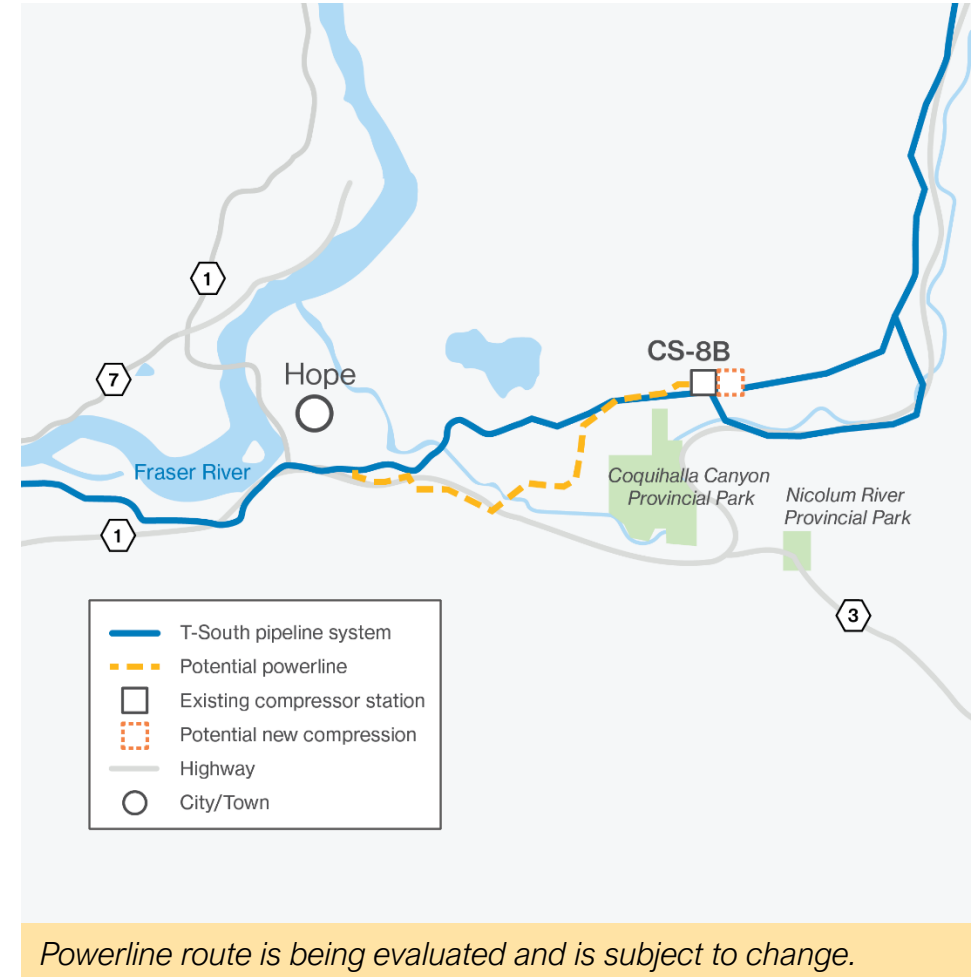 1
7
Hope
CS-8B
Fraser River
Coquihalla Canyon
Provincial Park
Nicolum River
Provincial Park
1
3
T-South pipeline system
Potential powerline
Existing compressor station
Potential new compression
Highway
City/Town
Powerline route is being evaluated and is subject to change.